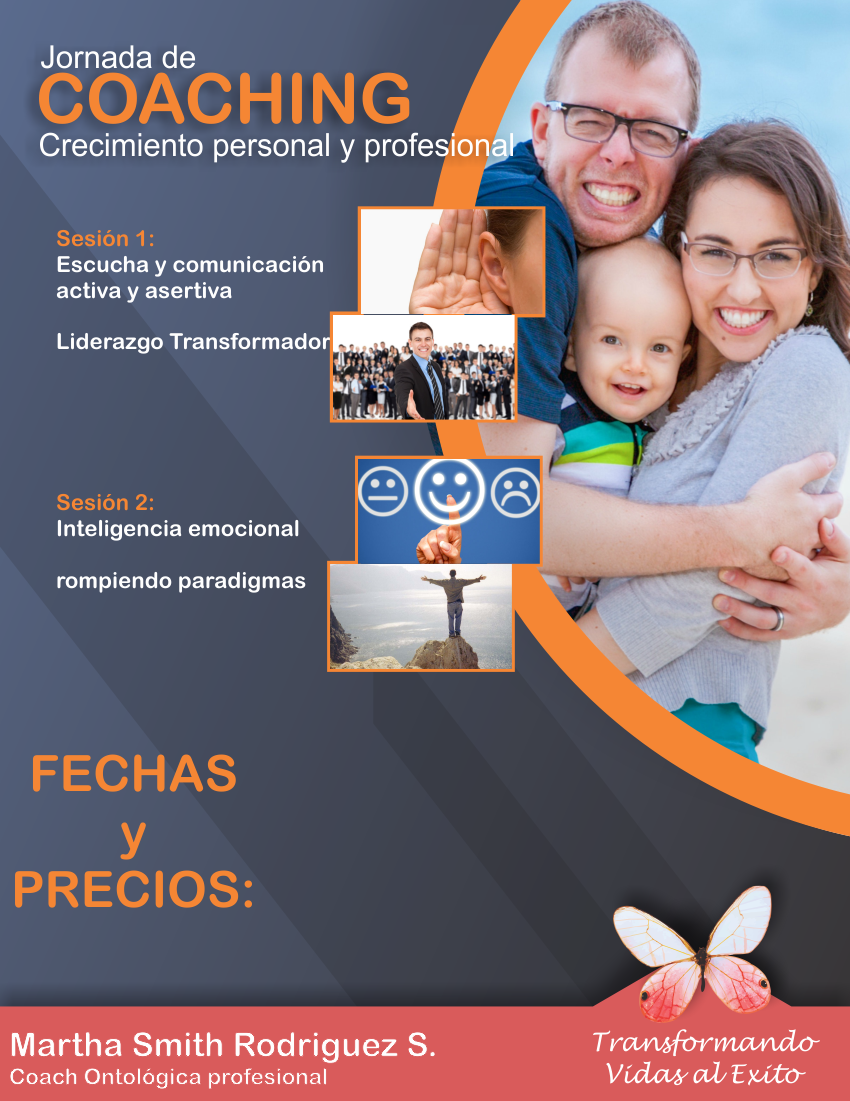 Jornada de
COACHING
Crecimiento personal y profesional
Sesión 1:
Escucha y comunicación
activa y asertiva
Liderazgo Transformador
Sesión 2:
Inteligencia emocional
rompiendo paradigmas
FECHAS
y
PRECIOS:
Martha Smith Rodriguez S.
Coach Ontológica profesional
Transformando
Vidas al Exito